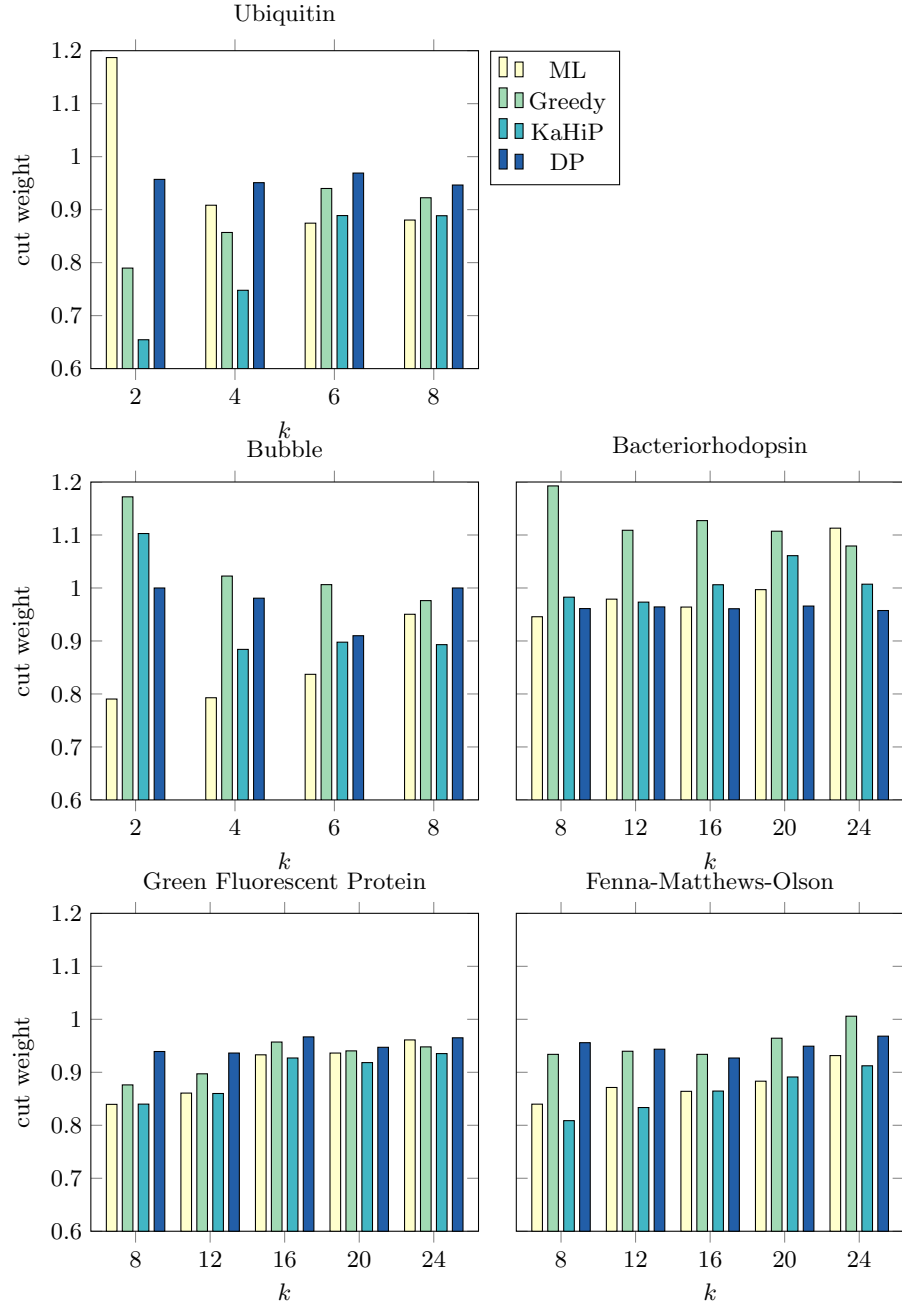 Ubiquitin
1.2
1.1
1
0.9
0.8
0.7
0.6
cut weight
2 4 6 8
k
ML
Greedy
KaHiP
DP
Bubble
1.2
1.1
1
0.9
0.8
0.7
0.6
cut weight
2 4 6 8
k
Bacteriorhodopsin
8 12 16 20 24
k
Green Fluorescent Protein
1.2
1.1
1
0.9
0.8
0.7
0.6
cut weight
8 12 16 20 24
k
Fenna-Matthews-Olson
8 12 16 20 24
k